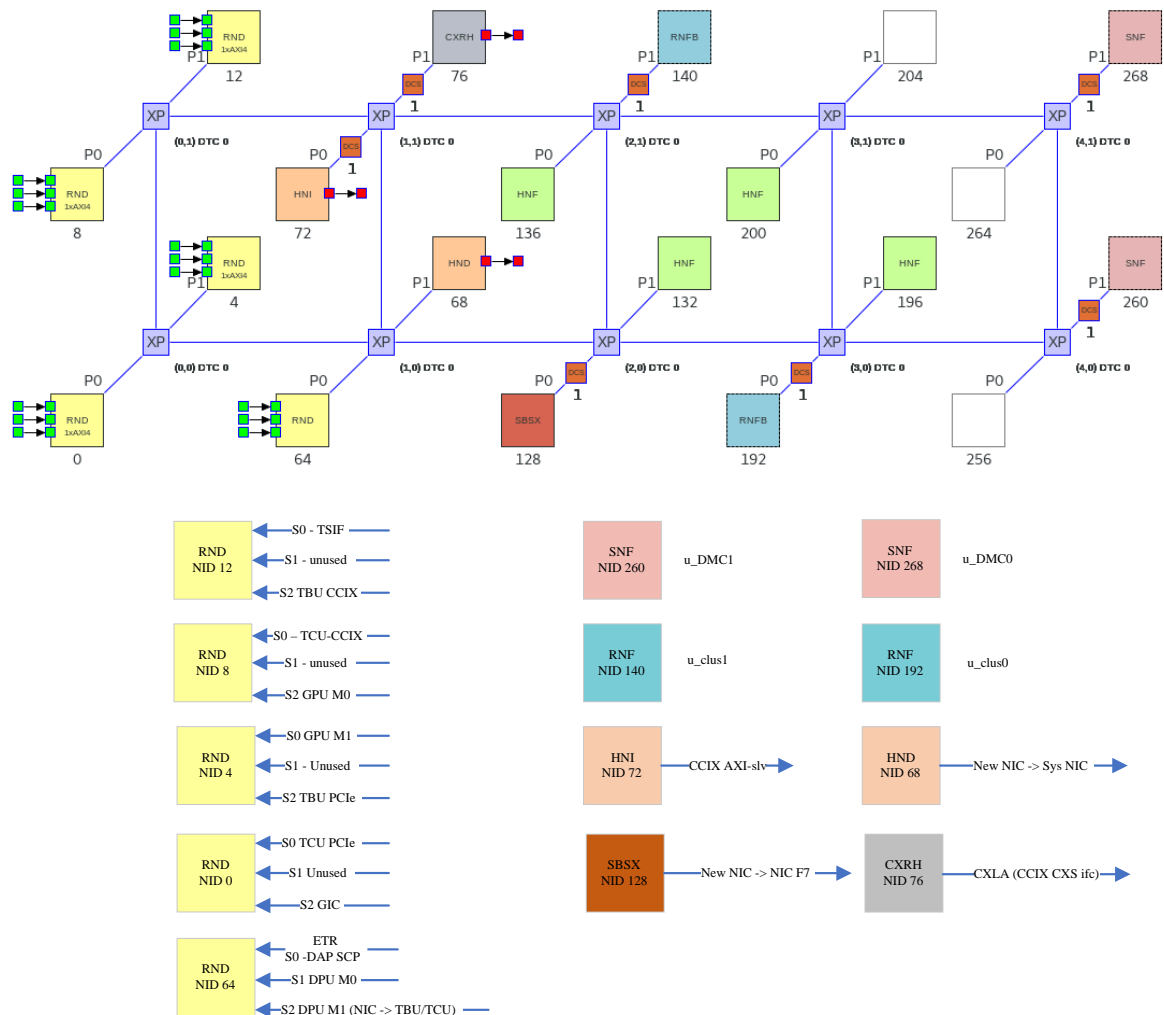 RND
1xAXI4
P1
12
CXRH
P1
76
DCS
1
RNFB
P1
140
DCS
1
P1
204
SNF
P1
268
DCS
1
XP
(0,1) DTC 0
XP
(1,1) DTC 0
XP
(2,1) DTC 0
XP
(3,1) DTC 0
XP
(4,1) DTC 0
P0
RND
1xAXI4
8
DCS
1
P0
HNI
72
P0
HNF
136
P0
HNF
200
P0
264
RND
1xAXI4
P1
4
HND
P1
68
HNF
P1
132
HNF
P1
196
SNF
P1
260
DCS
1
XP
(0,0) DTC 0
XP
(1,0) DTC 0
XP
(2,0) DTC 0
XP
(3,0) DTC 0
XP
(4,0) DTC 0
P0
RND
1xAXI4
0
P0
RND
64
DCS
1
P0
SBSX
128
DCS
1
P0
RNFB
192
P0
256
RND
NID 12
S0 - TSIF
S1 - unused
S2 TBU CCIX
SNF
NID 260
u_DMC1
SNF
NID 268
u_DMC0
RND
NID 8
S0 – TCU-CCIX
S1 - unused
S2 GPU M0
RNF
NID 140
u_clus1
RNF
NID 192
u_clus0
RND
NID 4
S0 GPU M1
S1 - Unused
S2 TBU PCIe
HNI
NID 72
CCIX AXI-slv
HND
NID 68
New NIC -> Sys NIC
RND
NID 0
S0 TCU PCIe
S1 Unused
S2 GIC
SBSX
NID 128
New NIC -> NIC F7
CXRH
NID 76
CXLA (CCIX CXS ifc)
RND
NID 64
ETR
S0 -DAP SCP
S1 DPU M0
S2 DPU M1 (NIC -> TBU/TCU)